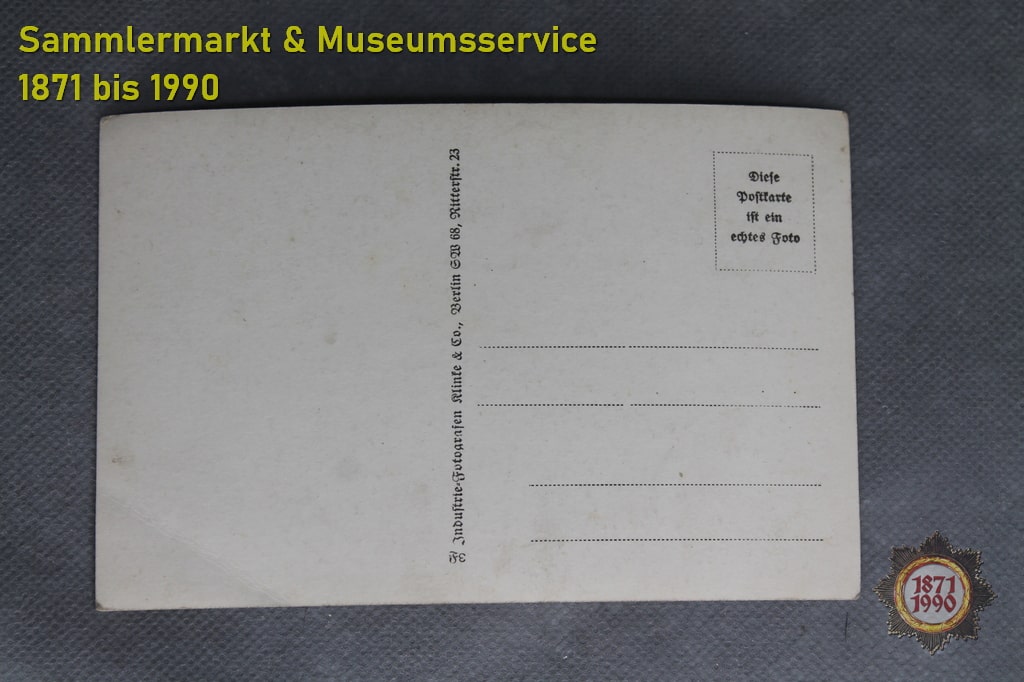 Sammlermarkt & Museumsservice
1871 bis 1990
Diese
Postkarte
ist ein
echtes Foto
Industrie-Fotografen Klinke & Co., Berlin SW 68, Ritterstr. 23
1871
1990